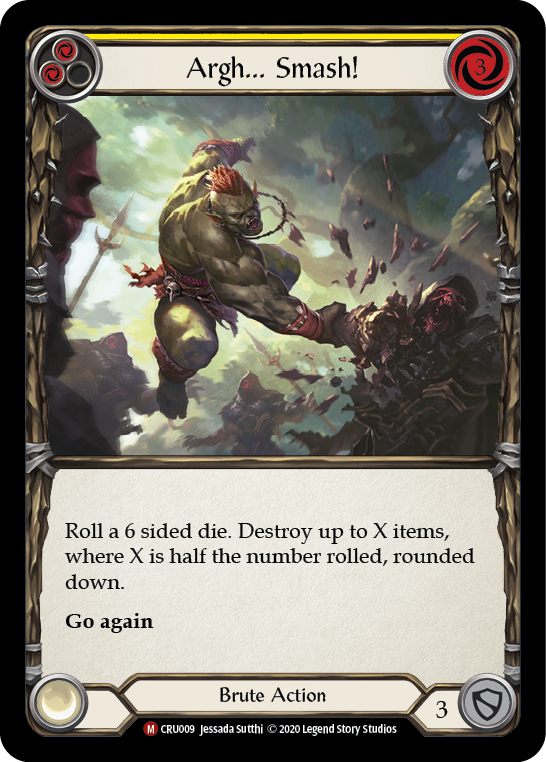 3
Argh... Smash!
Roll a 6 sided die. Destroy up to X items,
where X is half the number rolled, rounded
down.
Go again
Brute Action
3
M CRU009 Jessada Sutthi © 2020 Legend Story Studios